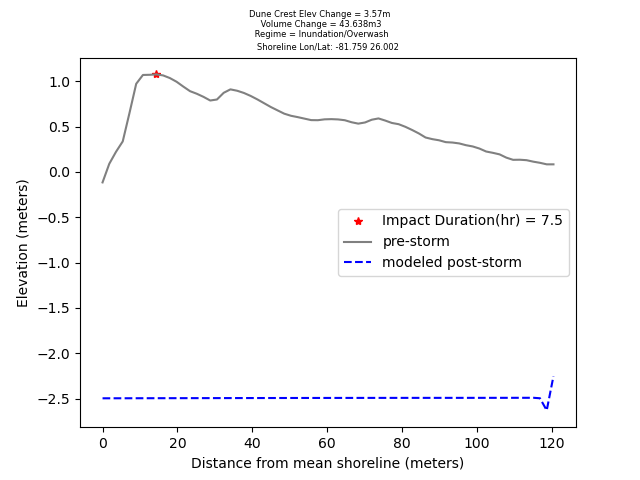 Dune Crest Elev Change = 3.57m
Volume Change = 43.638m3
Regime = Inundation/Overwash
Shoreline Lon/Lat: -81.759 26.002
1.0
0.5
0.0
−0.5
−1.0
−1.5
−2.0
−2.5
Elevation (meters)
Impact Duration(hr) = 7.5
pre-storm
modeled post-storm
0 20 40 60 80 100 120
Distance from mean shoreline (meters)